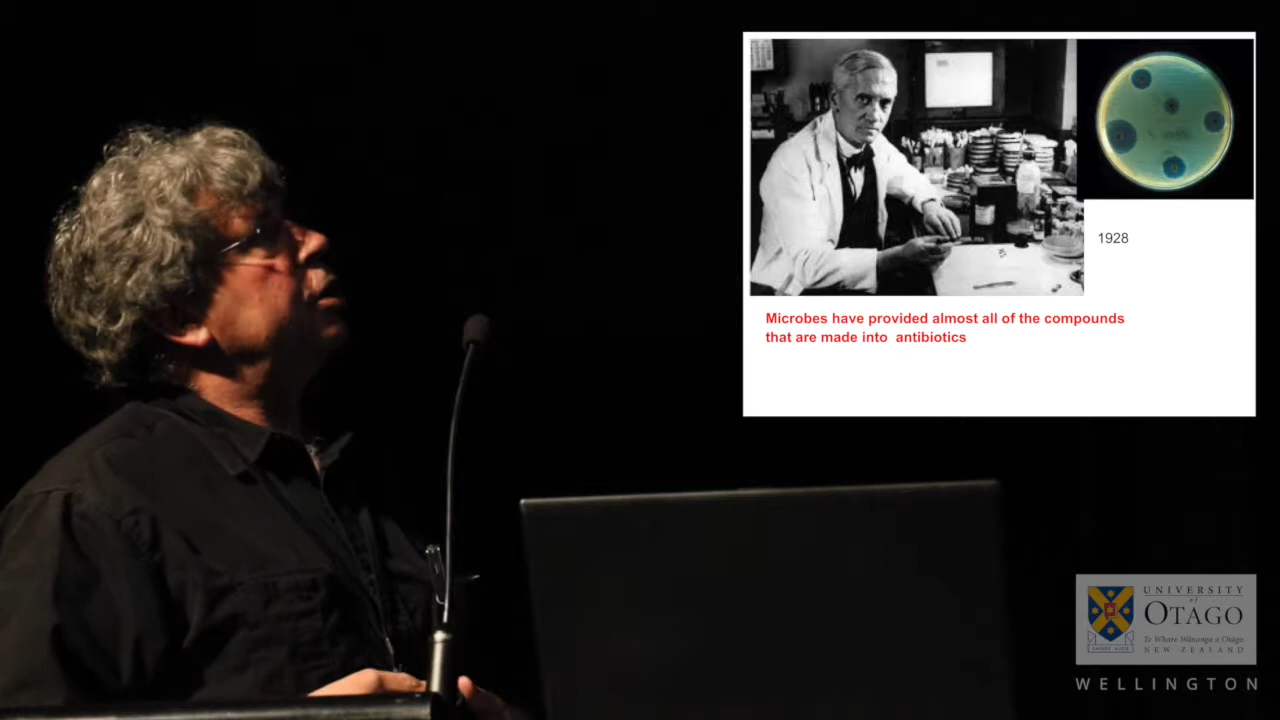 1928
Microbes have provided almost all of the compounds
that are made into antibiotics
UNIVERSITY
of
OTAGO
Te Whare Wānanga o Otāgo
NEW ZEALAND
WELLINGTON